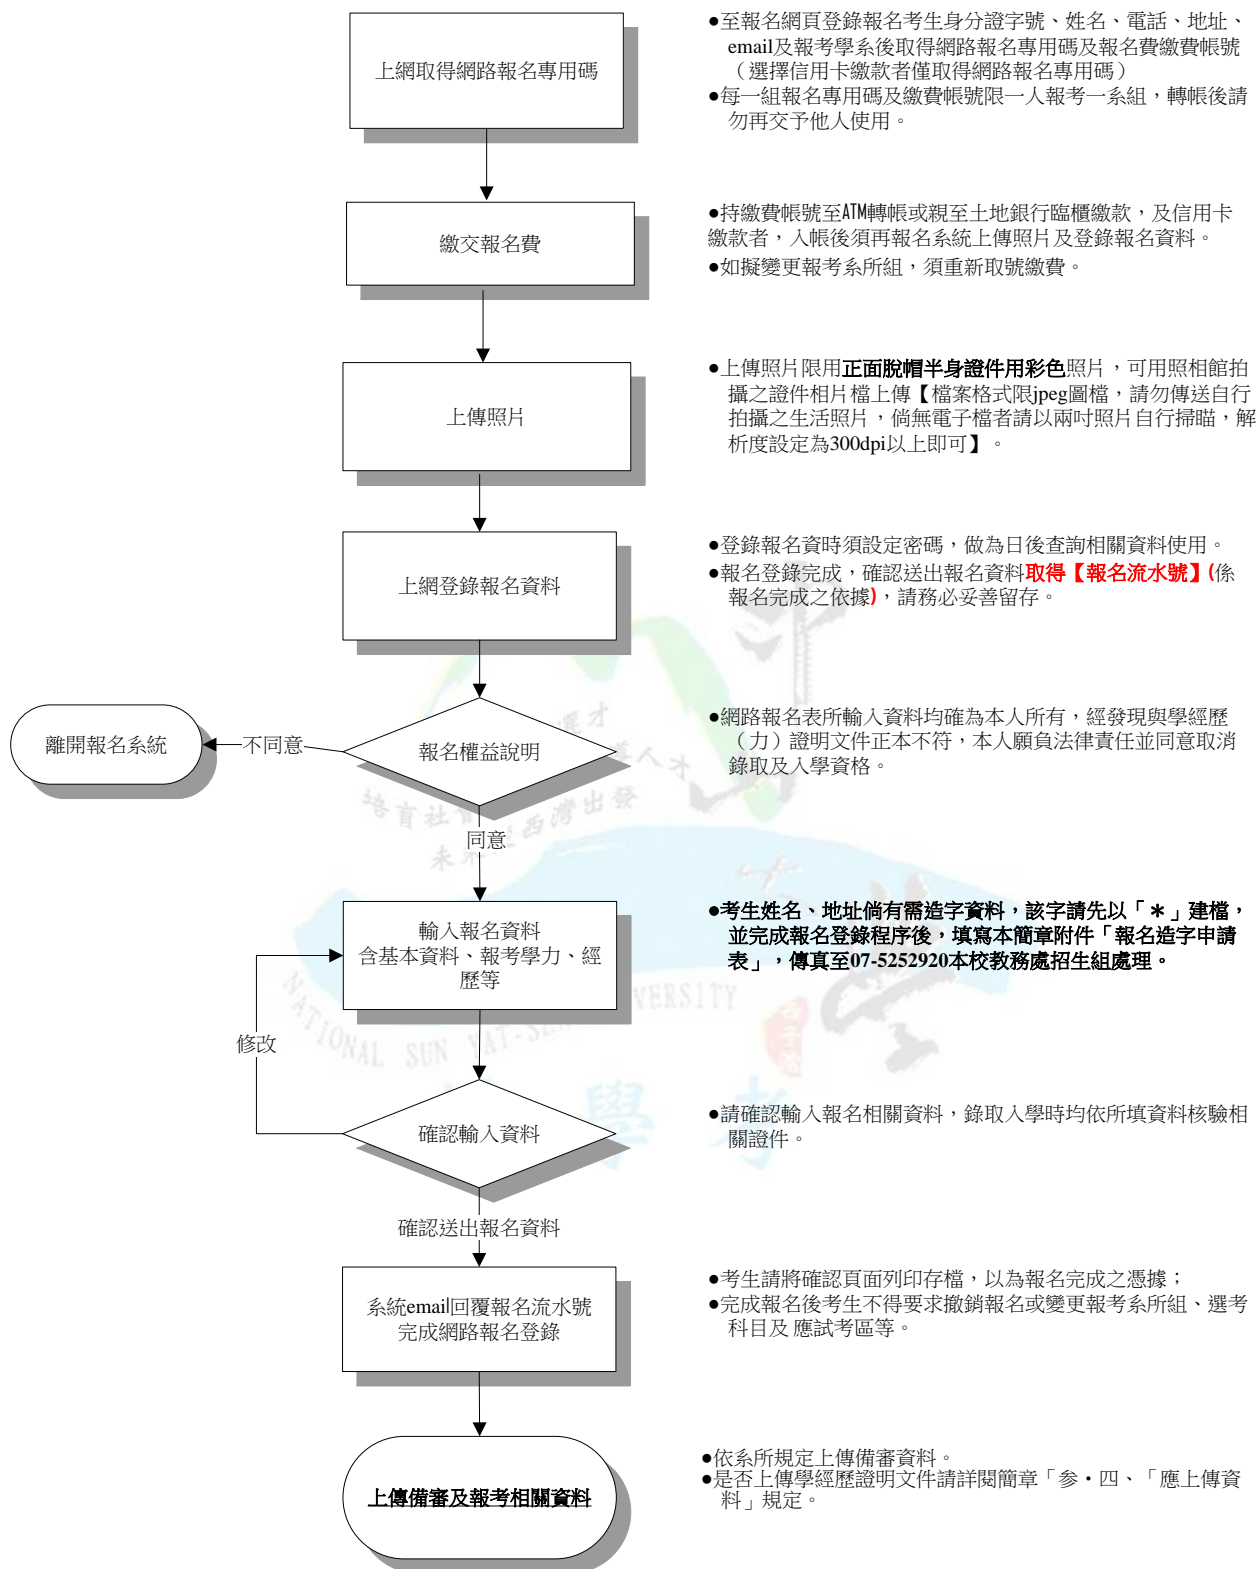 上網取得網路報名專用碼
●至報名網頁登錄報名考生身分證字號、姓名、電話、地址、
email及報考學系後取得網路報名專用碼及報名費繳費帳號
（選擇信用卡繳款者僅取得網路報名專用碼）
●每一組報名專用碼及繳費帳號限一人報考一系組，轉帳後請
勿再交予他人使用。
繳交報名費
●持繳費帳號至ATM轉帳或親至土地銀行臨櫃繳款，及信用卡
繳款者，入帳後須再報名系統上傳照片及登錄報名資料。
●如擬變更報考系所組，須重新取號繳費。
上傳照片
●上傳照片限用正面脫帽半身證件用彩色照片，可用照相館拍
攝之證件相片檔上傳【檔案格式限jpeg圖檔，請勿傳送自行
拍攝之生活照片，倘無電子檔者請以兩吋照片自行掃瞄，解
析度設定為300dpi以上即可】。
上網登錄報名資料
●登錄報名資時須設定密碼，做為日後查詢相關資料使用。
●報名登錄完成，確認送出報名資料取得【報名流水號】(係
報名完成之依據)，請務必妥善留存。
離開報名系統
不同意
報名權益說明
●網路報名表所輸入資料均確為本人所有，經發現與學經歷
（力）證明文件正本不符，本人願負法律責任並同意取消
錄取及入學資格。
同意
輸入報名資料
含基本資料、報考學力、經
歷等
●考生姓名、地址倘有需造字資料，該字請先以「＊」建檔，
並完成報名登錄程序後，填寫本簡章附件「報名造字申請
表」，傳真至07-5252920本校教務處招生組處理。
修改
確認輸入資料
●請確認輸入報名相關資料，錄取入學時均依所填資料核驗相
關證件。
確認送出報名資料
系統email回覆報名流水號
完成網路報名登錄
●考生請將確認頁面列印存檔，以為報名完成之憑據；
●完成報名後考生不得要求撤銷報名或變更報考系所組、選考
科目及 應試考區等。
上傳備審及報考相關資料
●依系所規定上傳備審資料。
●是否上傳學經歷證明文件請詳閱簡章「參‧四、「應上傳資
料」規定。
NATIONAL SUN YAT-SEN
VERSITY
學 考